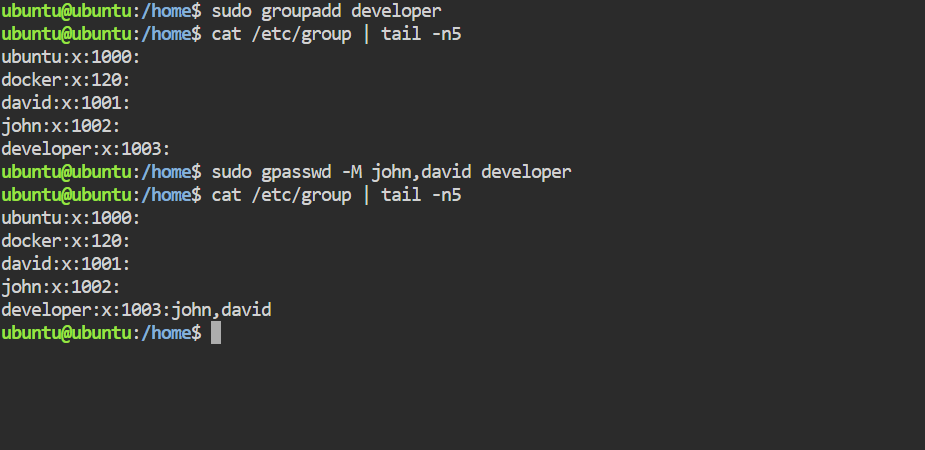 ubuntu@ubuntu:/home$ sudo groupadd developer
ubuntu@ubuntu:/home$ cat /etc/group | tail -n5
ubuntu:x:1000:
docker:x:120:
david:x:1001:
john:x:1002:
developer:x:1003:
ubuntu@ubuntu:/home$ sudo gpasswd -M john,david developer
ubuntu@ubuntu:/home$ cat /etc/group | tail -n5
ubuntu:x:1000:
docker:x:120:
david:x:1001:
john:x:1002:
developer:x:1003:john,david
ubuntu@ubuntu:/home$